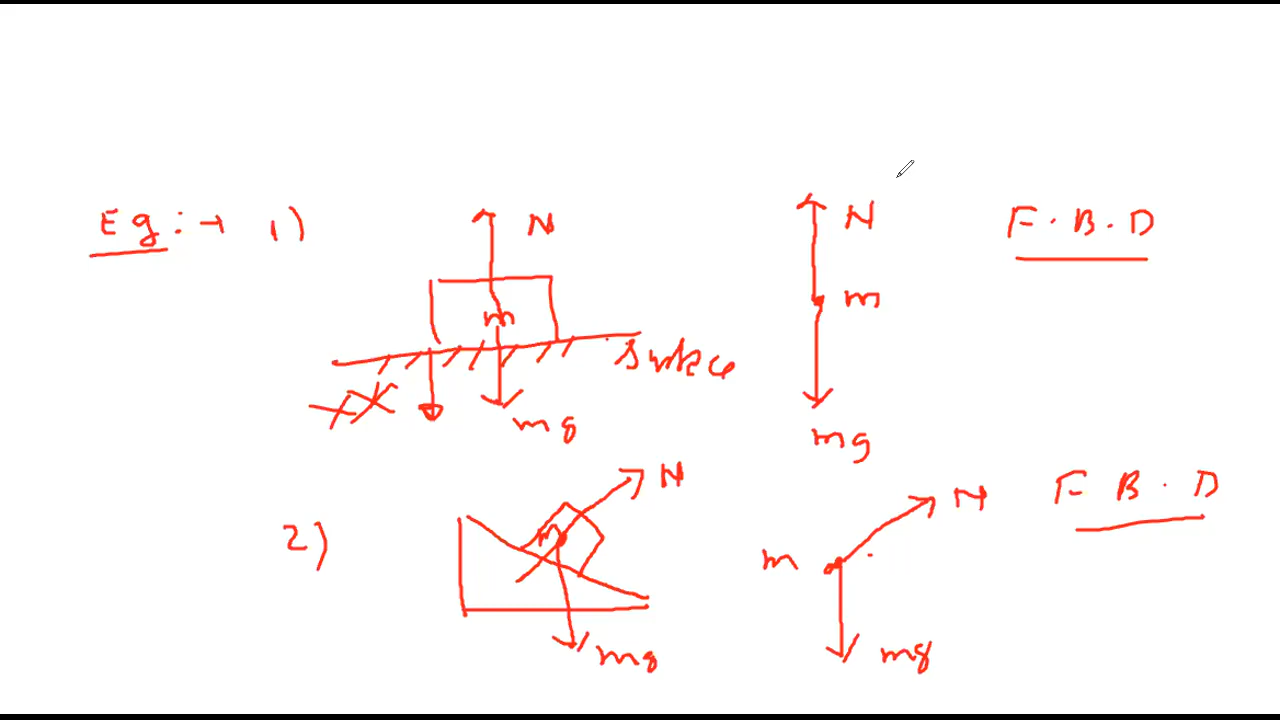 Eg :→ 1) N N F.B.D
m m
Surface
mg mg
2) N N F B.D
m m
mg mg